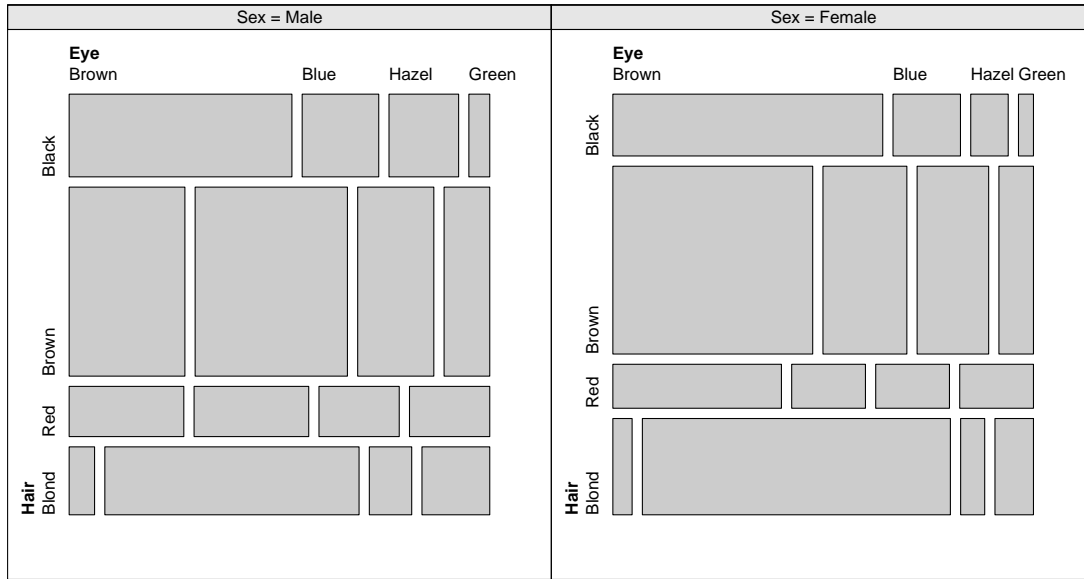 Sex = Male
Eye
Brown Blue Hazel Green
Black
Brown
Red
Blond
Hair
Sex = Female
Eye
Brown Blue Hazel Green
Black
Brown
Red
Blond
Hair